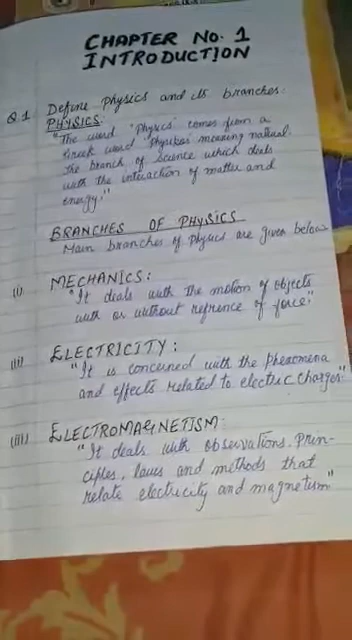 CHAPTER No. 1
INTRODUCTION
Q 1 Define Physics and its branches.
PHYSICS:
"The word 'Physics' comes from a
Greek word 'Physikos' meaning natural.
The branch of Science which deals
with the interaction of matter and
energy."
BRANCHES OF PHYSICS
Main branches of Physics are given below
(i) MECHANICS:
"It deals with the motion of objects
with or without refrence of force."
(ii) ELECTRICITY:
"It is concerned with the phenomena
and effects related to electric charges."
(iii) ELECTROMAGNETISM:
"It deals with observations, prin-
ciples, laws and methods that
relate electricity and magnetism"